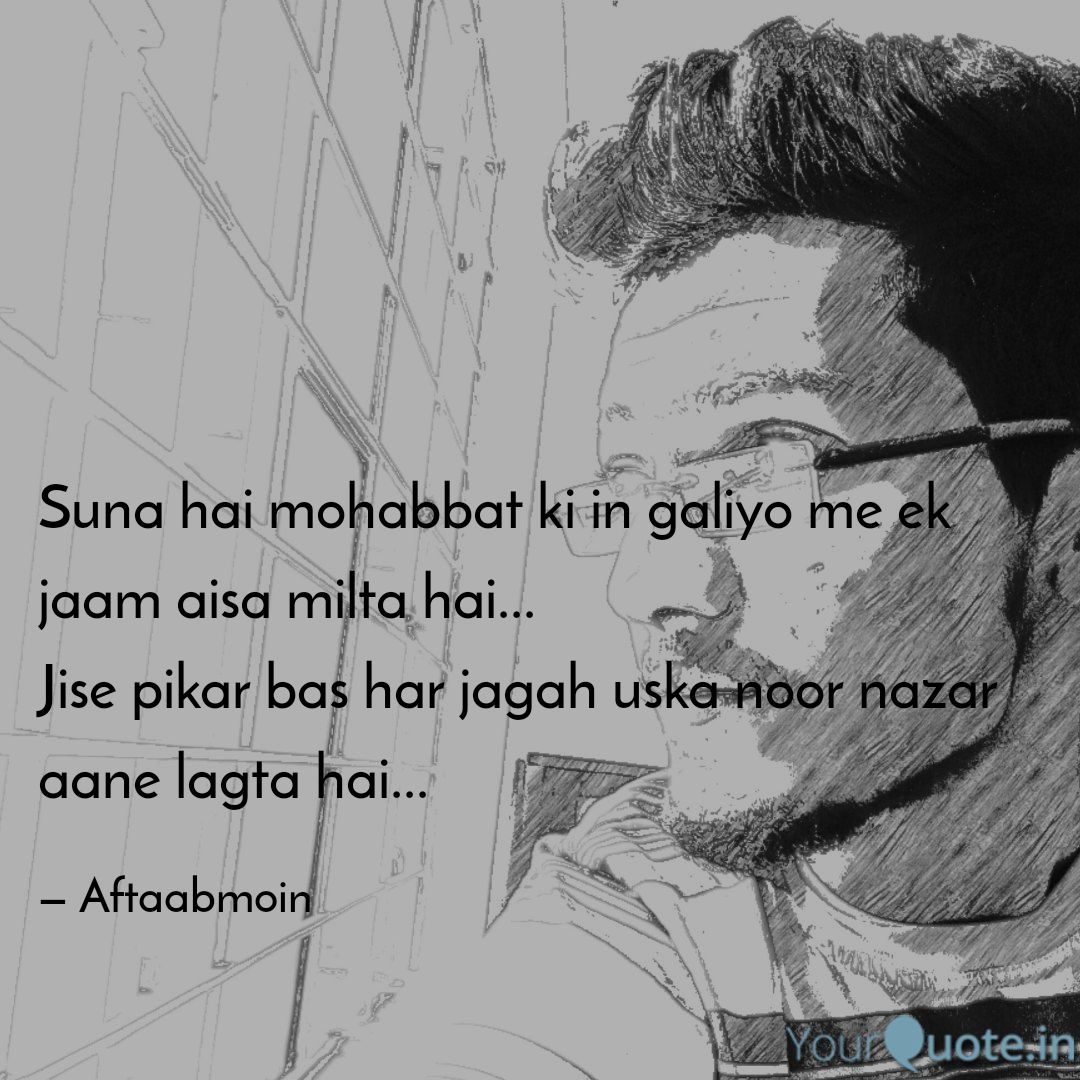 Suna hai mohabbat ki in galiyo me ek
jaam aisa milta hai...
Jise pikar bas har jagah uska noor nazar
aane lagta hai...
– Aftaabmoin
YourQuote.in